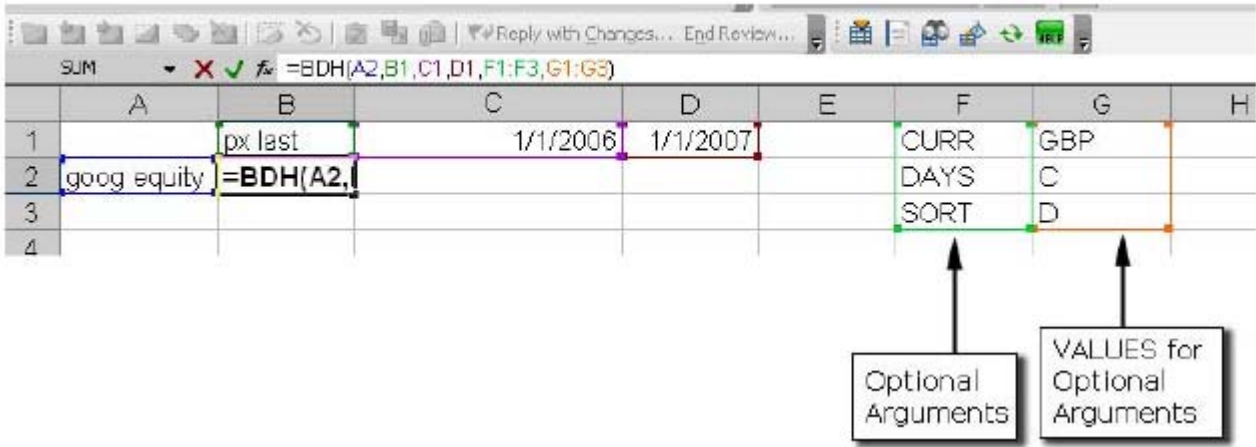 Reply with Changes... End Review...
SUM =BDH(A2,B1,C1,D1,F1:F3,G1:G3)
A B C D E F G H
1 px last 1/1/2006 1/1/2007 CURR GBP
2 goog equity =BDH(A2, DAYS C
3 SORT D
4
Optional
Arguments
VALUES for
Optional
Arguments